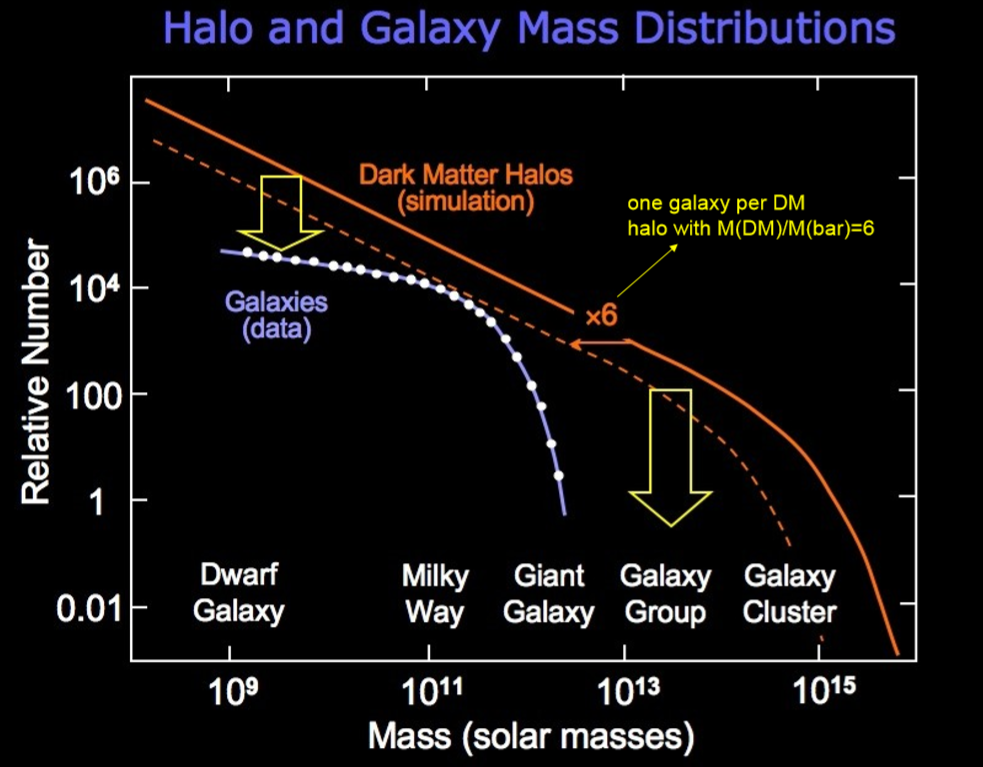 Halo and Galaxy Mass Distributions
Dark Matter Halos
(simulation)
one galaxy per DM
halo with M(DM)/M(bar)=6
×6
Galaxies
(data)
Relative Number
10⁶
10⁴
100
1
0.01
Dwarf
Galaxy
Milky
Way
Giant
Galaxy
Galaxy
Group
Galaxy
Cluster
10⁹
10¹¹
10¹³
10¹⁵
Mass (solar masses)